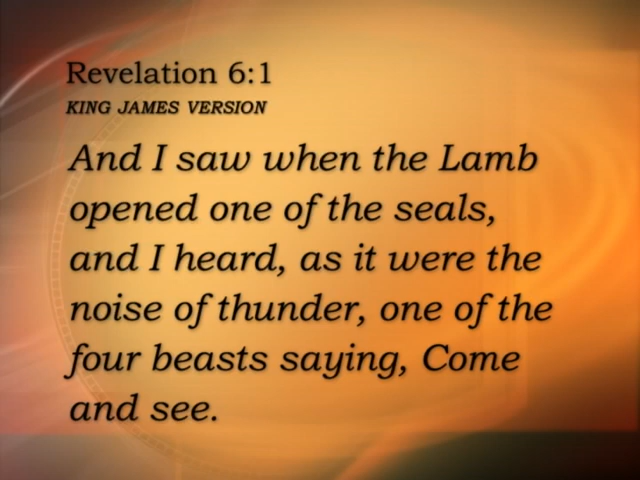 Revelation 6:1
KING JAMES VERSION
And I saw when the Lamb
opened one of the seals,
and I heard, as it were the
noise of thunder, one of the
four beasts saying, Come
and see.